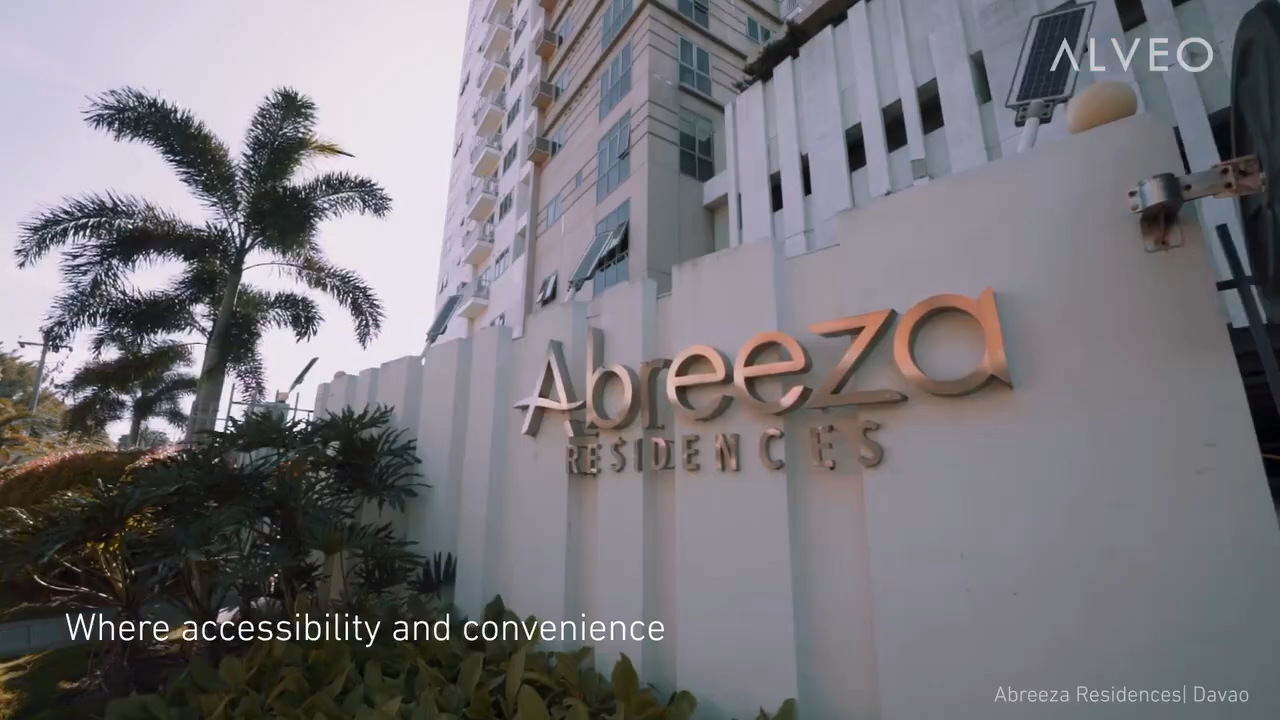 ALVEO
Abreeza
RESIDENCES
Where accessibility and convenience
Abreeza Residences| Davao